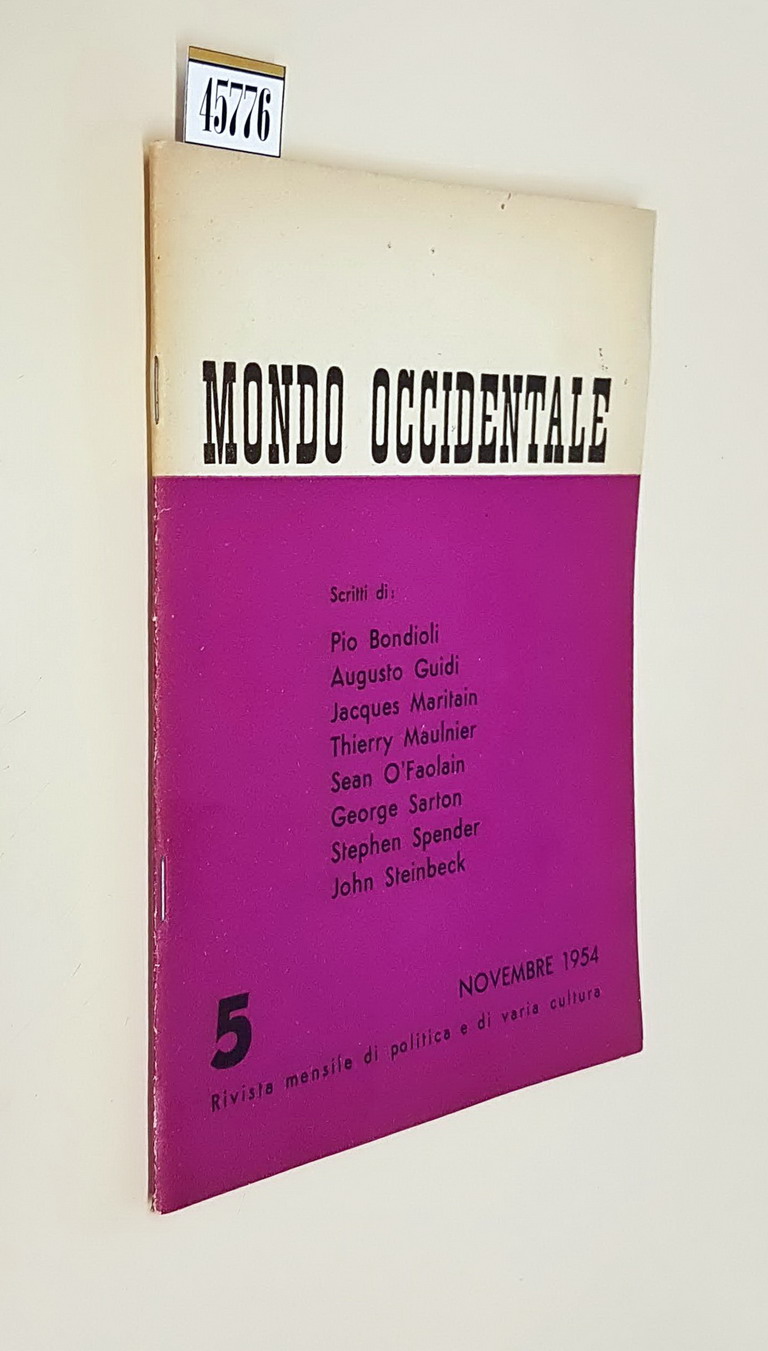 45776
MONDO OCCIDENTALE
Scritti di:
Pio Bondioli
Augusto Guidi
Jacques Maritain
Thierry Maulnier
Sean O'Faolain
George Sarton
Stephen Spender
John Steinbeck
5
NOVEMBRE 1954
Rivista mensile di politica e di varia cultura